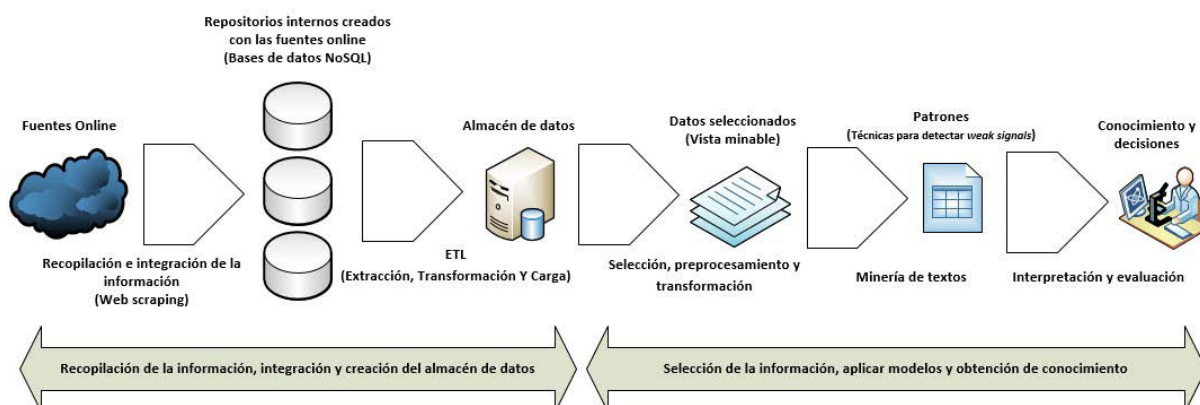 Repositorios internos creados
con las fuentes online
(Bases de datos NoSQL)
Fuentes Online
Almacén de datos
Datos seleccionados
(Vista minable)
Patrones
(Técnicas para detectar weak signals)
Conocimiento y
decisiones
Recopilación e integración de la
información
(Web scraping)
ETL
(Extracción, Transformación Y Carga)
Selección, preprocesamiento y
transformación
Minería de textos
Interpretación y evaluación
Recopilación de la información, integración y creación del almacén de datos
Selección de la información, aplicar modelos y obtención de conocimiento